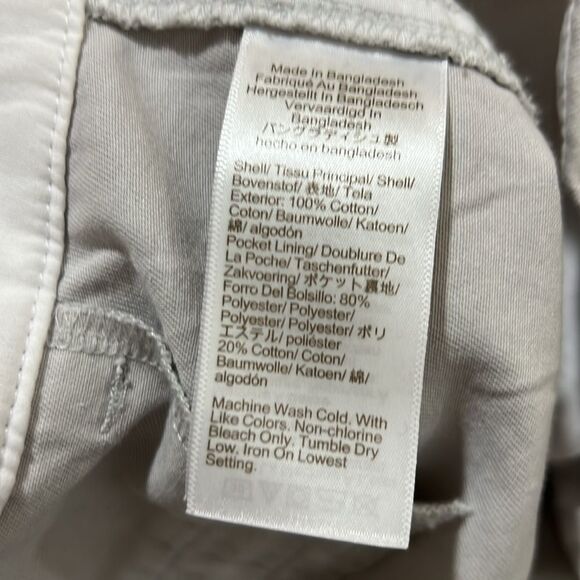 Made In Bangladesh
Fabriqué Au Bangladesh
Hergestellt In Bangladesch
Vervaardigd In
Bangladesh
バングラディシュ製
hecho en bangladesh
Shell/ Tissu Principal/ Shell/
Bovenstof/ 表地/ Tela
Exterior: 100% Cotton/
Coton/ Baumwolle/ Katoen/
綿/ algodón
Pocket Lining/ Doublure De
La Poche/ Taschenfutter/
Zakvoering/ ポケット裏地/
Forro Del Bolsillo: 80%
Polyester/ Polyester/
Polyester/ Polyester/ ポリ
エステル/ poliéster
20% Cotton/ Coton/
Baumwolle/ Katoen/ 綿/
algodón
Machine Wash Cold. With
Like Colors. Non-chlorine
Bleach Only. Tumble Dry
Low. Iron On Lowest
Setting.